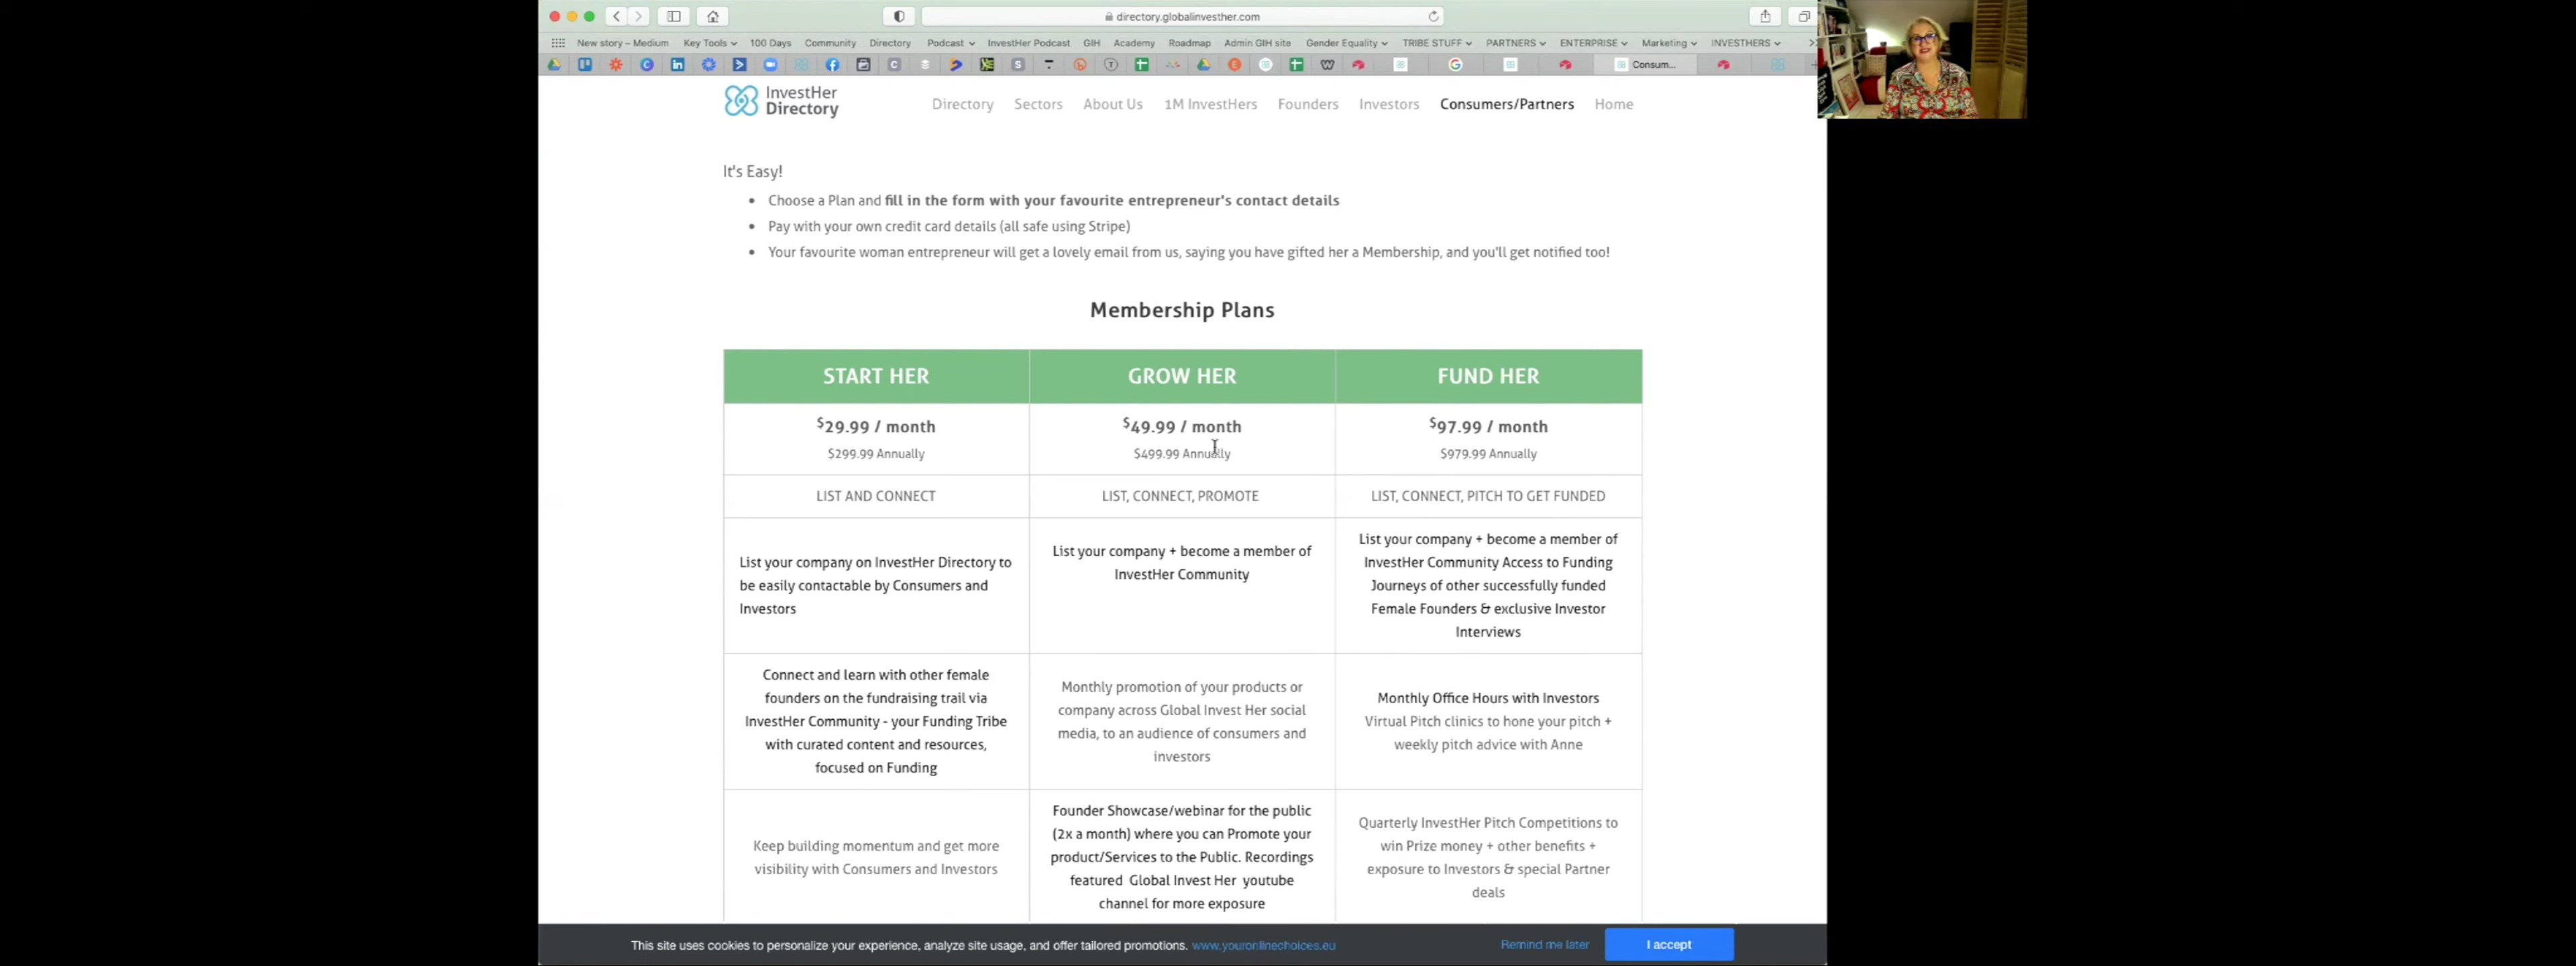 directory.globalinvesther.com
New story – Medium Key Tools 100 Days Community Directory Podcast InvestHer Podcast GIH Academy Roadmap Admin GIH site Gender Equality TRIBE STUFF PARTNERS ENTERPRISE Marketing INVESTHERS
Consum...
InvestHer
Directory
Directory Sectors About Us 1M InvestHers Founders Investors Consumers/Partners Home
It's Easy!
• Choose a Plan and fill in the form with your favourite entrepreneur's contact details
• Pay with your own credit card details (all safe using Stripe)
• Your favourite woman entrepreneur will get a lovely email from us, saying you have gifted her a Membership, and you'll get notified too!
Membership Plans
START HER GROW HER FUND HER
$29.99 / month $49.99 / month $97.99 / month
$299.99 Annually $499.99 Annually $979.99 Annually
LIST AND CONNECT LIST, CONNECT, PROMOTE LIST, CONNECT, PITCH TO GET FUNDED
List your company on InvestHer Directory to
be easily contactable by Consumers and
Investors
List your company + become a member of
InvestHer Community
List your company + become a member of
InvestHer Community Access to Funding
Journeys of other successfully funded
Female Founders & exclusive Investor
Interviews
Connect and learn with other female
founders on the fundraising trail via
InvestHer Community - your Funding Tribe
with curated content and resources,
focused on Funding
Monthly promotion of your products or
company across Global Invest Her social
media, to an audience of consumers and
investors
Monthly Office Hours with Investors
Virtual Pitch clinics to hone your pitch +
weekly pitch advice with Anne
Keep building momentum and get more
visibility with Consumers and Investors
Founder Showcase/webinar for the public
(2x a month) where you can Promote your
product/Services to the Public. Recordings
featured Global Invest Her youtube
channel for more exposure
Quarterly InvestHer Pitch Competitions to
win Prize money + other benefits +
exposure to Investors & special Partner
deals
This site uses cookies to personalize your experience, analyze site usage, and offer tailored promotions. www.youronlinechoices.eu Remind me later I accept